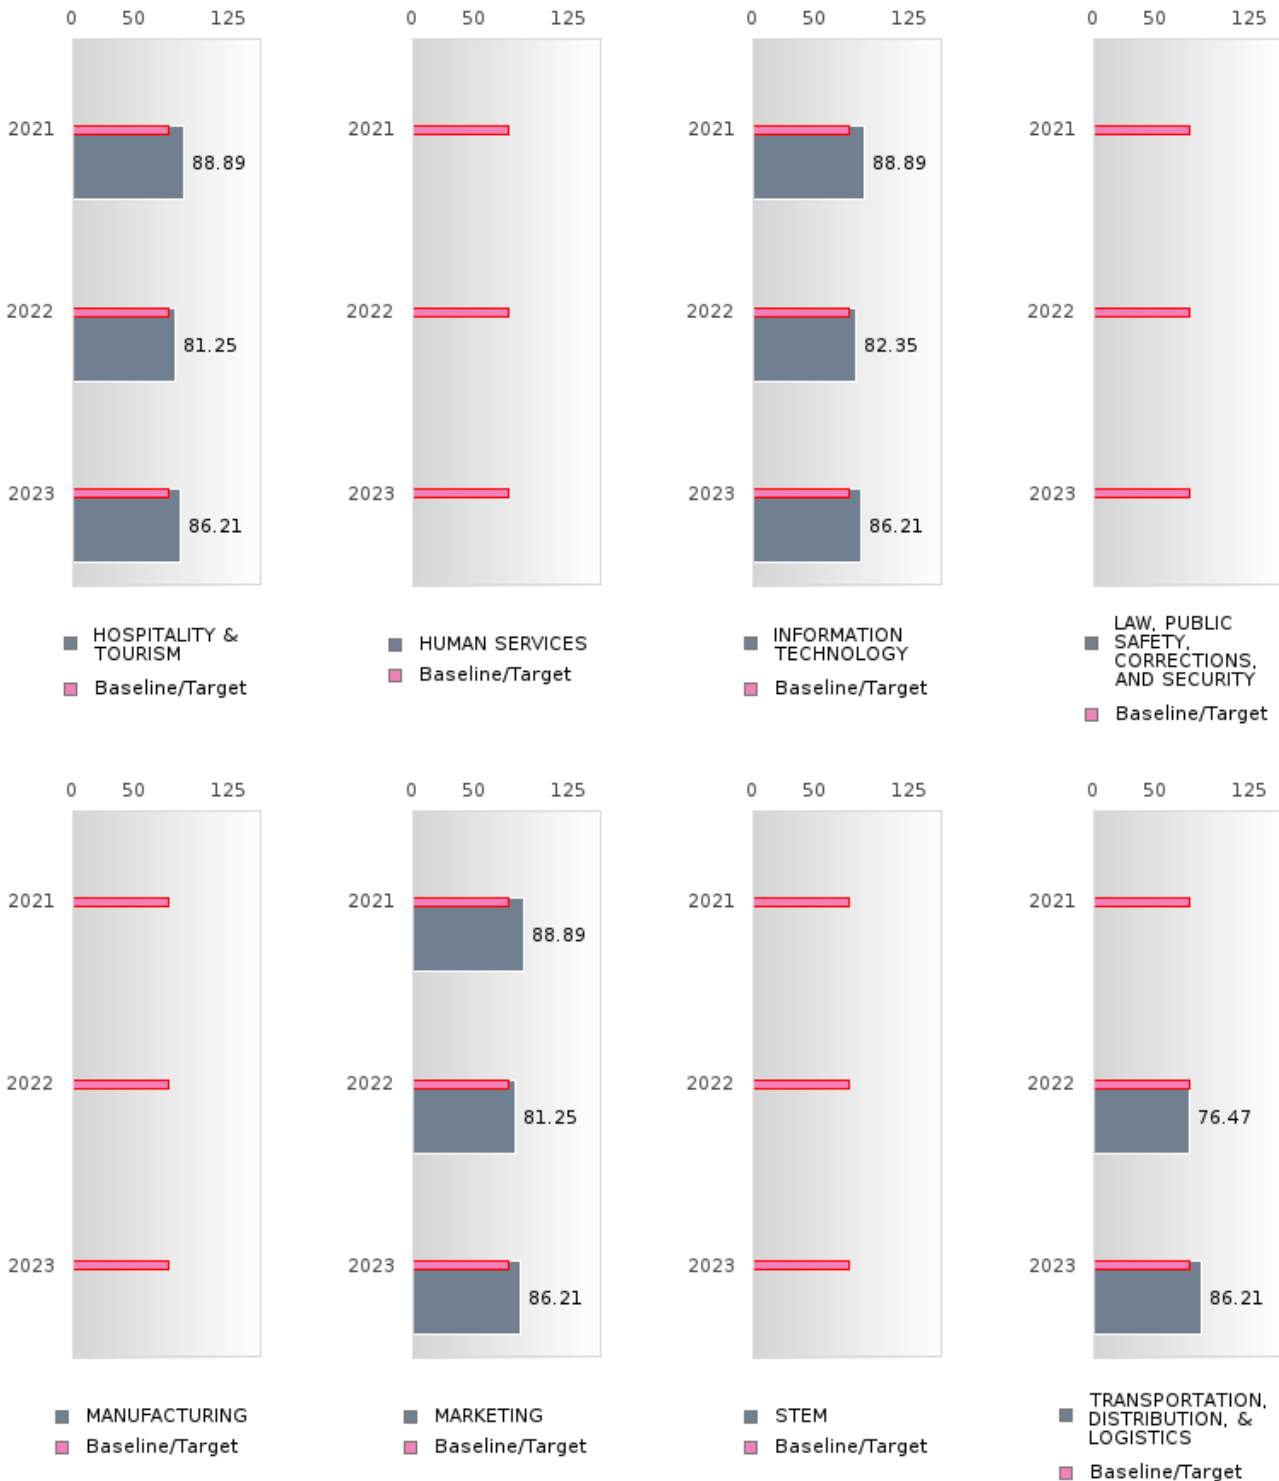 0 50 125
0 50 125
0 50 125
0 50 125
2021
88.89
2021
2021
88.89
2021
2022
81.25
2022
2022
82.35
2022
2023
86.21
2023
2023
86.21
2023
HOSPITALITY &
TOURISM
Baseline/Target
HUMAN SERVICES
Baseline/Target
INFORMATION
TECHNOLOGY
Baseline/Target
LAW, PUBLIC
SAFETY,
CORRECTIONS,
AND SECURITY
Baseline/Target
0 50 125
0 50 125
0 50 125
0 50 125
2021
2021
88.89
2021
2021
2022
2022
81.25
2022
2022
76.47
2023
2023
86.21
2023
2023
86.21
MANUFACTURING
Baseline/Target
MARKETING
Baseline/Target
STEM
Baseline/Target
TRANSPORTATION,
DISTRIBUTION, &
LOGISTICS
Baseline/Target